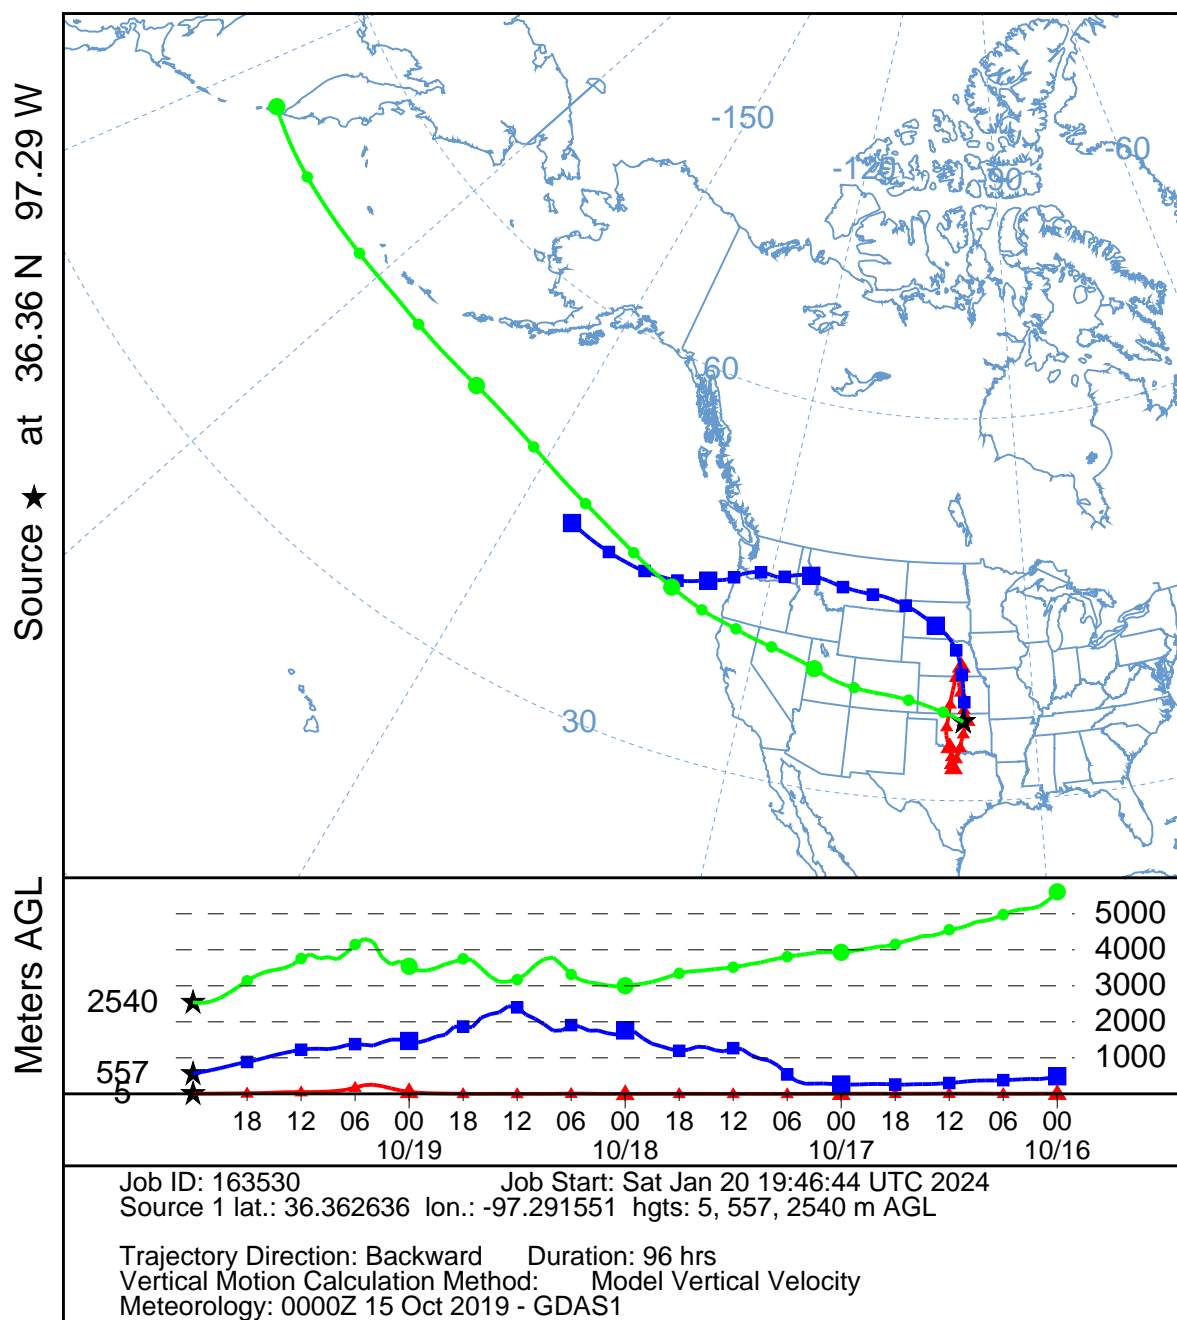 Source ★ at 36.36 N 97.29 W
-150
-120
90
-60
60
30
Meters AGL
2540
557
5
5000
4000
3000
2000
1000
18 12 06 00 18 12 06 00 18 12 06 00 18 12 06 00
10/19 10/18 10/17 10/16
Job ID: 163530 Job Start: Sat Jan 20 19:46:44 UTC 2024
Source 1 lat.: 36.362636 lon.: -97.291551 hgts: 5, 557, 2540 m AGL
Trajectory Direction: Backward Duration: 96 hrs
Vertical Motion Calculation Method: Model Vertical Velocity
Meteorology: 0000Z 15 Oct 2019 - GDAS1